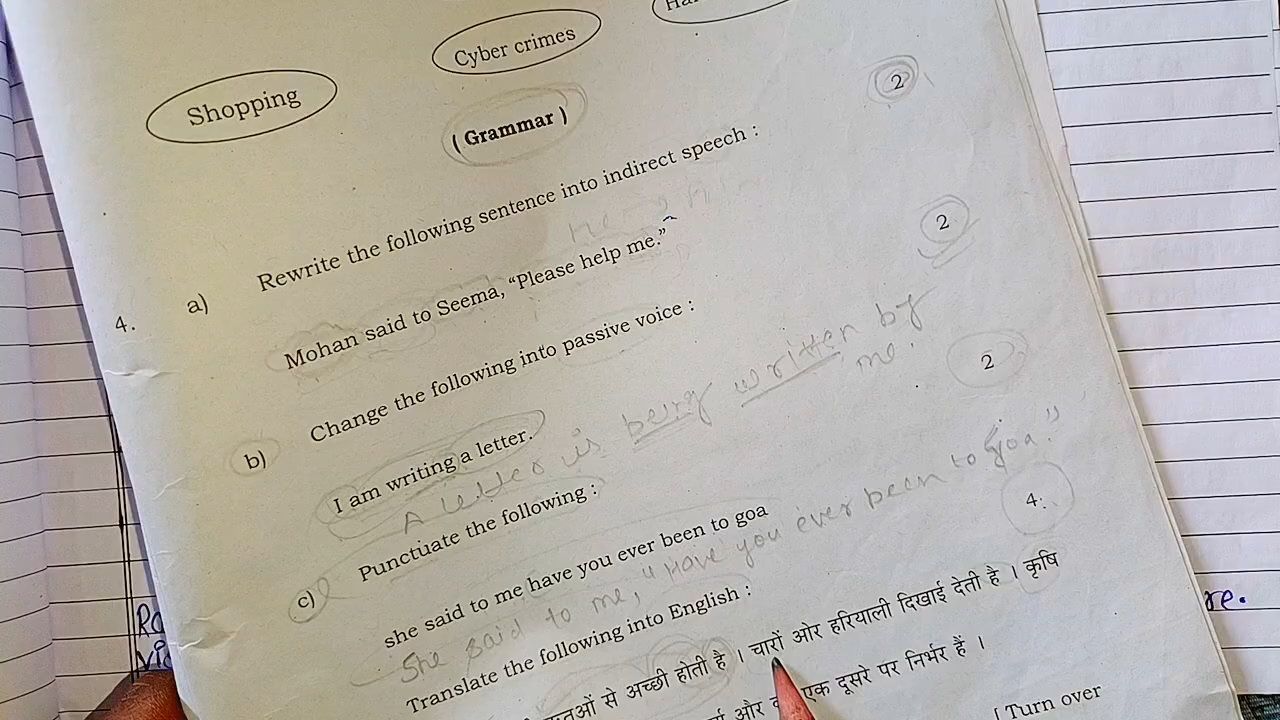 Shopping
Cyber crimes
( Grammar )
4. a) Rewrite the following sentence into indirect speech : 2
Mohan said to Seema, “Please help me.”
b) Change the following into passive voice : 2
I am writing a letter.
A letter is being written by me.
c) Punctuate the following : 2
she said to me have you ever been to goa
She said to me, "Have you ever been to Goa."
Translate the following into English : 4
से अच्छी होती है । चारों ओर हरियाली दिखाई देती है । कृषि
और एक दूसरे पर निर्भर हैं ।
[ Turn over
re.